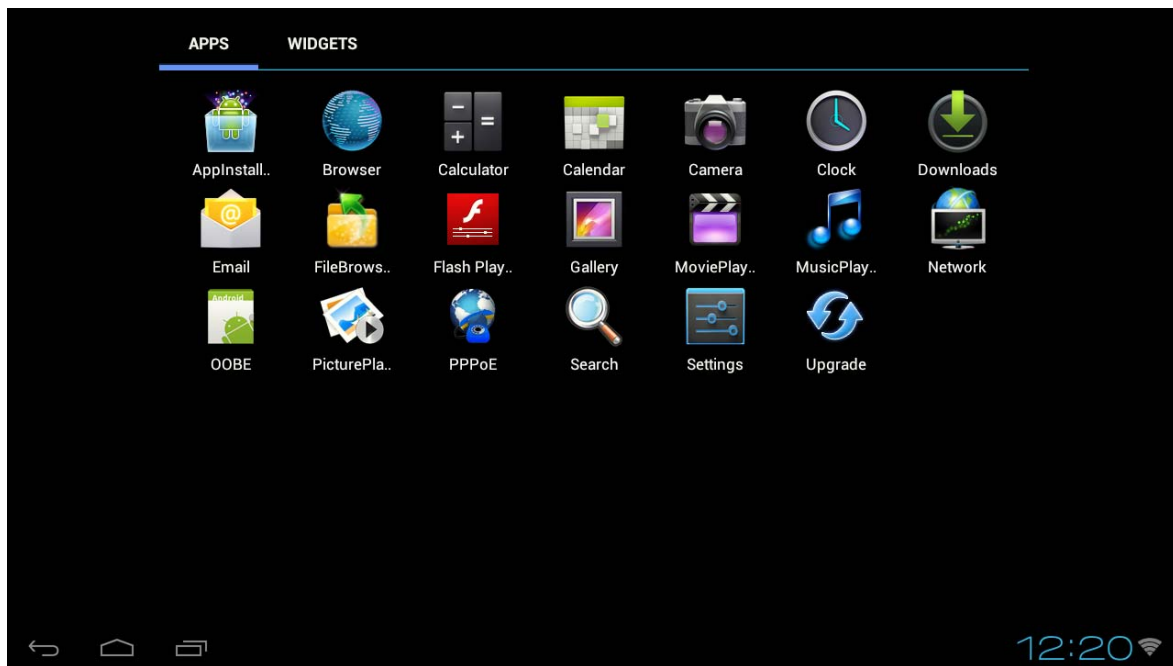 APPS WIDGETS
AppInstall.. Browser Calculator Calendar Camera Clock Downloads
Email FileBrows.. Flash Play.. Gallery MoviePlay.. MusicPlay.. Network
Android
OOBE PicturePla.. PPPoE Search Settings Upgrade
12:20